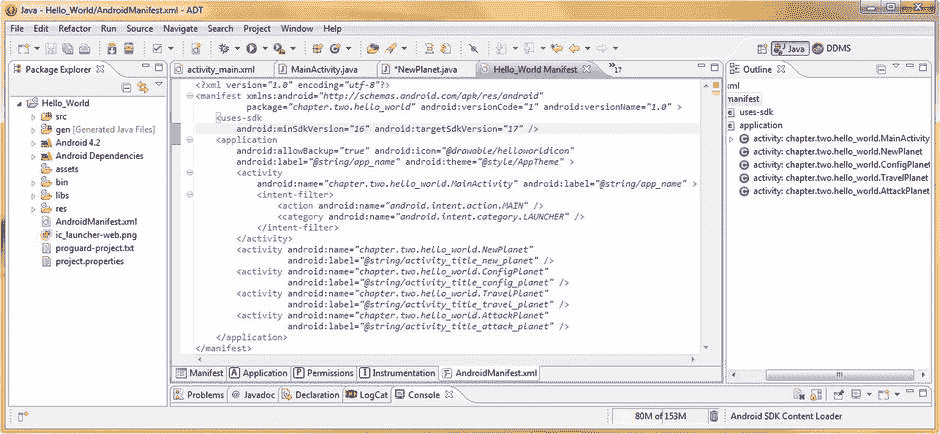 Java - Hello_World/AndroidManifest.xml - ADT
File Edit Refactor Run Source Navigate Search Project Window Help
Java DDMS
Package Explorer
Hello_World
src
gen [Generated Java Files]
Android 4.2
Android Dependencies
assets
bin
libs
res
AndroidManifest.xml
ic_launcher-web.png
proguard-project.txt
project.properties
activity_main.xml MainActivity.java *NewPlanet.java Hello_World Manifest »17
<?xml version="1.0" encoding="utf-8"?>
<manifest xmlns:android="http://schemas.android.com/apk/res/android"
package="chapter.two.hello_world" android:versionCode="1" android:versionName="1.0" >
<uses-sdk
android:minSdkVersion="16" android:targetSdkVersion="17" />
<application
android:allowBackup="true" android:icon="@drawable/helloworldicon"
android:label="@string/app_name" android:theme="@style/AppTheme" >
<activity
android:name="chapter.two.hello_world.MainActivity" android:label="@string/app_name" >
<intent-filter>
<action android:name="android.intent.action.MAIN" />
<category android:name="android.intent.category.LAUNCHER" />
</intent-filter>
</activity>
<activity android:name="chapter.two.hello_world.NewPlanet"
android:label="@string/activity_title_new_planet" />
<activity android:name="chapter.two.hello_world.ConfigPlanet"
android:label="@string/activity_title_config_planet" />
<activity android:name="chapter.two.hello_world.TravelPlanet"
android:label="@string/activity_title_travel_planet" />
<activity android:name="chapter.two.hello_world.AttackPlanet"
android:label="@string/activity_title_attack_planet" />
</application>
</manifest>
Manifest A Application P Permissions I Instrumentation AndroidManifest.xml
Outline
xml
manifest
uses-sdk
application
activity: chapter.two.hello_world.MainActivity
activity: chapter.two.hello_world.NewPlanet
activity: chapter.two.hello_world.ConfigPlanet
activity: chapter.two.hello_world.TravelPlanet
activity: chapter.two.hello_world.AttackPlanet
Problems @ Javadoc Declaration LogCat Console
80M of 153M Android SDK Content Loader